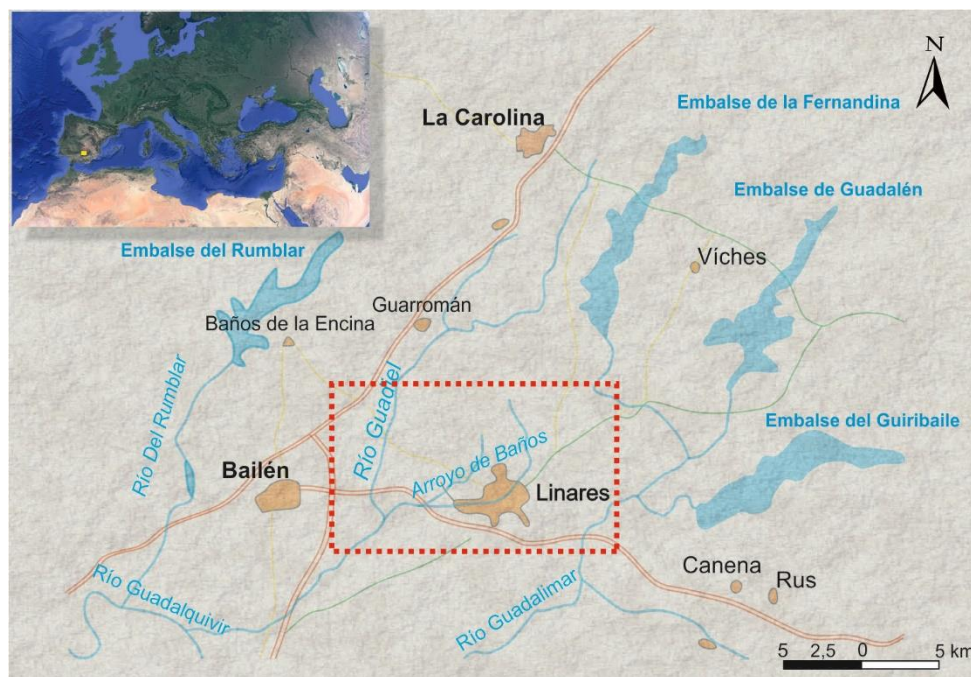 N
La Carolina
Embalse de la Fernandina
Embalse de Guadalén
Embalse del Rumblar
Víches
Guarromán
Baños de la Encina
Río Guadiel
Río Del Rumblar
Embalse del Guiribaile
Arroyo de Baños
Bailén
Linares
Canena
Rus
Río Guadalquivir
Río Guadalimar
5 2,5 0 5 km